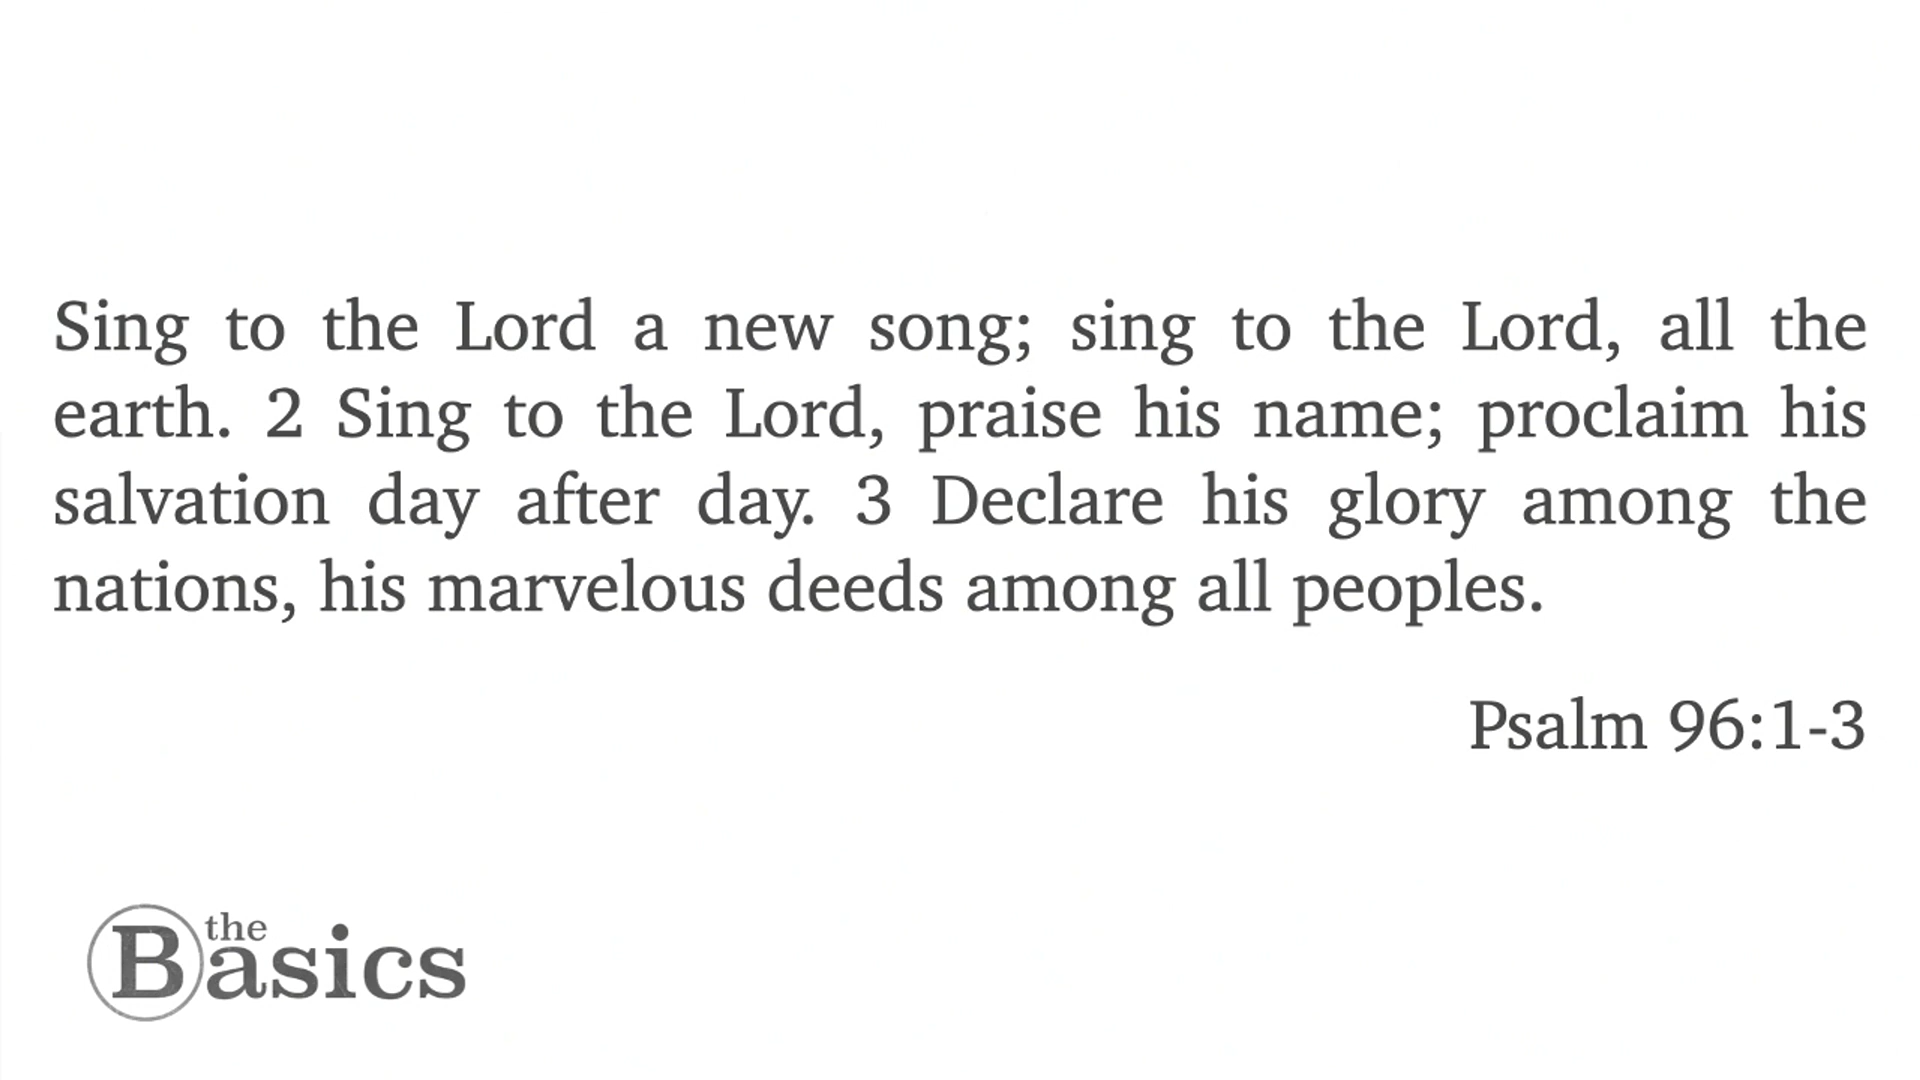 Sing to the Lord a new song; sing to the Lord, all the
earth. 2 Sing to the Lord, praise his name; proclaim his
salvation day after day. 3 Declare his glory among the
nations, his marvelous deeds among all peoples.
Psalm 96:1-3
the
Basics